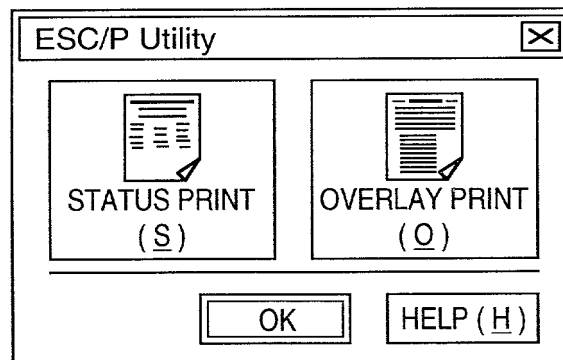 ESC/P Utility
STATUS PRINT
(S)
OVERLAY PRINT
(O)
OK
HELP (H)